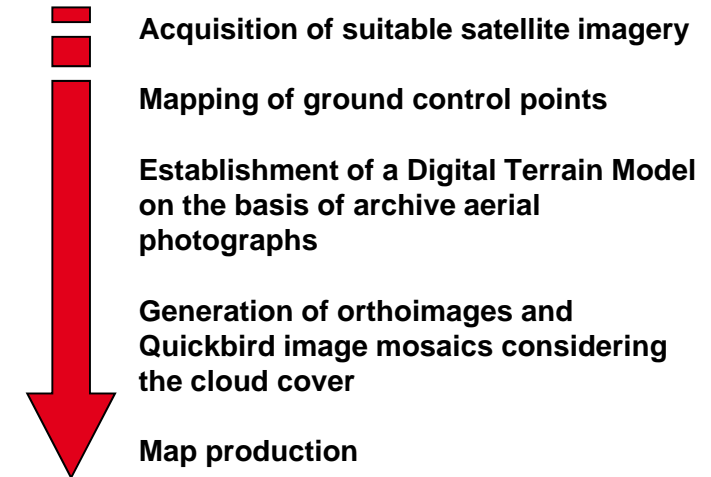 Acquisition of suitable satellite imagery
Mapping of ground control points
Establishment of a Digital Terrain Model
on the basis of archive aerial
photographs
Generation of orthoimages and
Quickbird image mosaics considering
the cloud cover
Map production